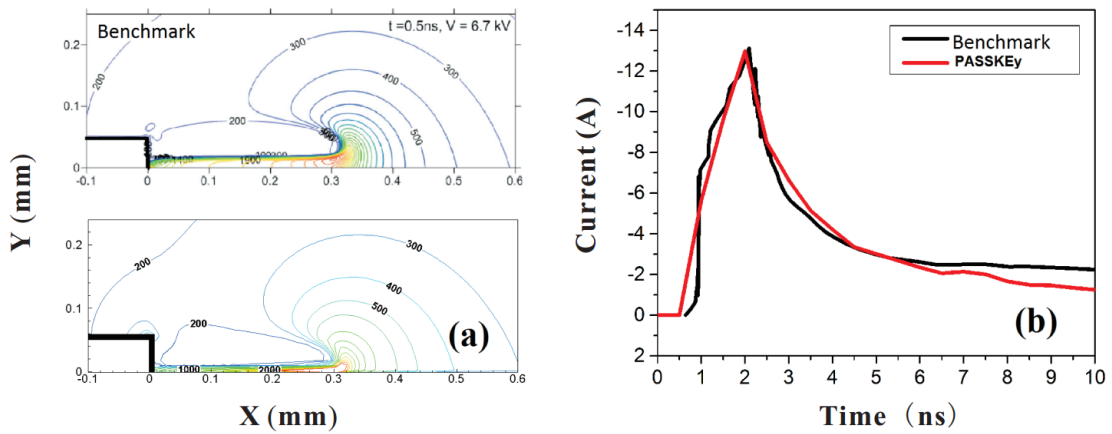 Benchmark
t =0.5ns, V = 6.7 kV
0.2
0.1
0
200
300
400
300
500
200
1100
1900
-0.1 0 0.1 0.2 0.3 0.4 0.5 0.6
Y (mm)
0.2
0.1
0
200
300
400
500
200
1000
2000
(a)
-0.1 0 0.1 0.2 0.3 0.4 0.5 0.6
X (mm)
-14
-12
-10
-8
-6
-4
-2
0
2
Current (A)
Benchmark
PASSKEy
(b)
0 1 2 3 4 5 6 7 8 9 10
Time (ns)